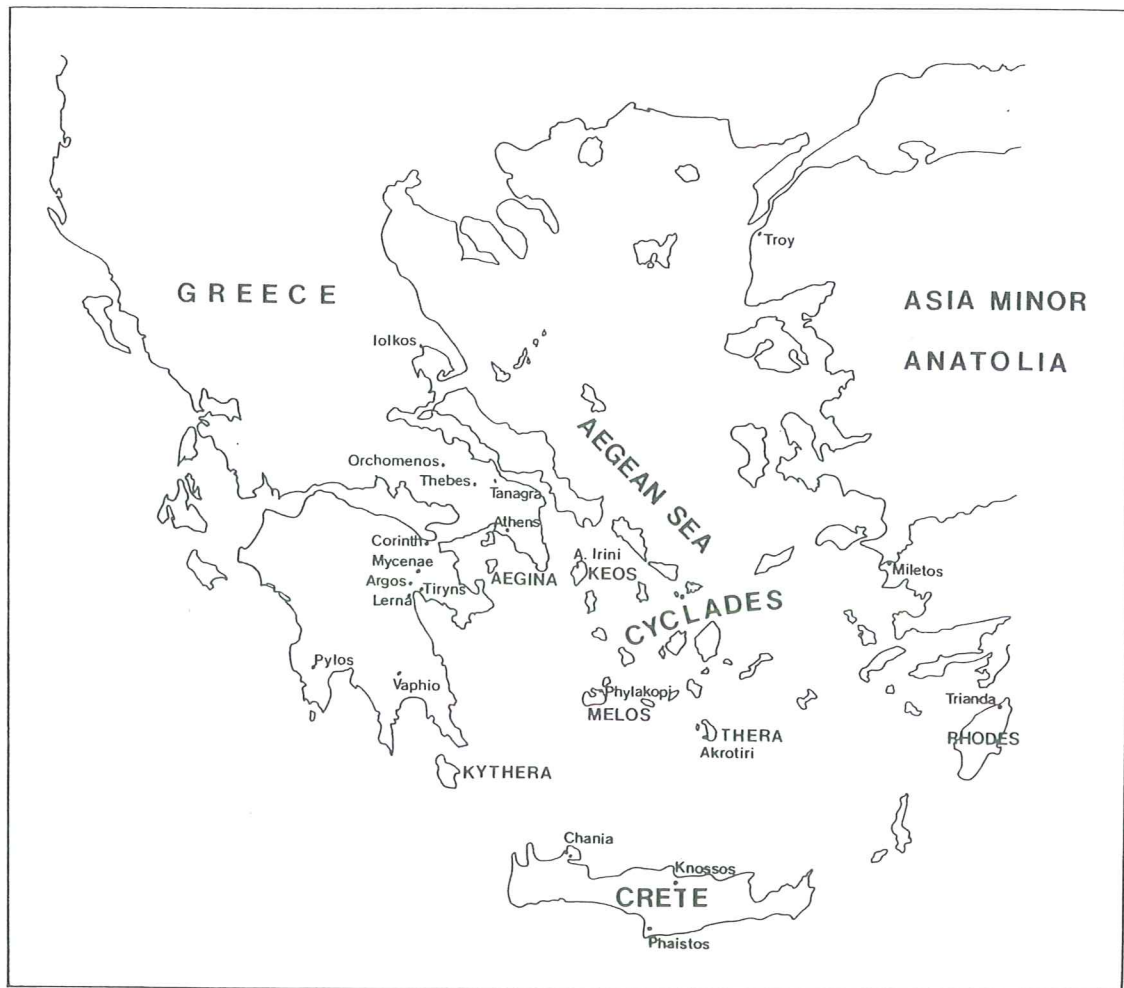 Troy
GREECE
ASIA MINOR
Iolkos
ANATOLIA
AEGEAN SEA
Orchomenos
Thebes
Tanagra
Athens
Corinth
A. Irini
Mycenae
Miletos
AEGINA
KEOS
Argos
Tiryns
Lerna
CYCLADES
Pylos
Vaphio
Phylakopi
Trianda
MELOS
THERA
RHODES
Akrotiri
KYTHERA
Chania
Knossos
CRETE
Phaistos